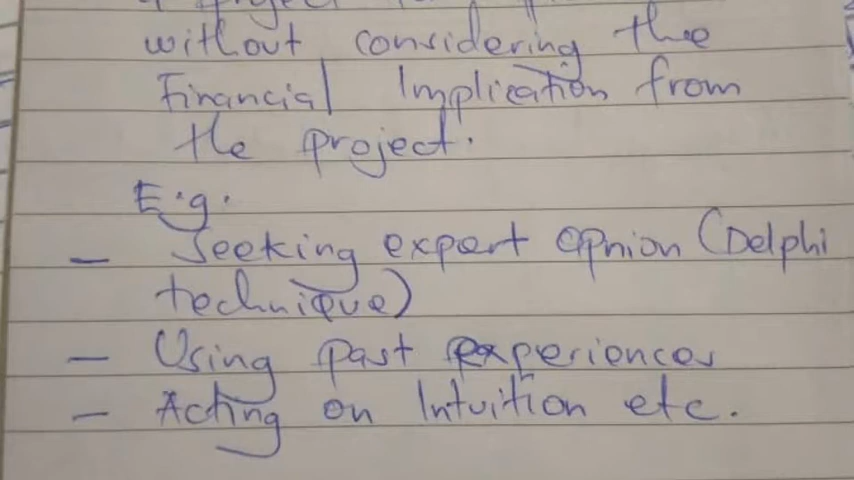 without considering the
Financial Implication from
the project.
E.g.
- Seeking expert opnion (Delphi
technique)
- Using past experiences
- Acting on Intuition etc.